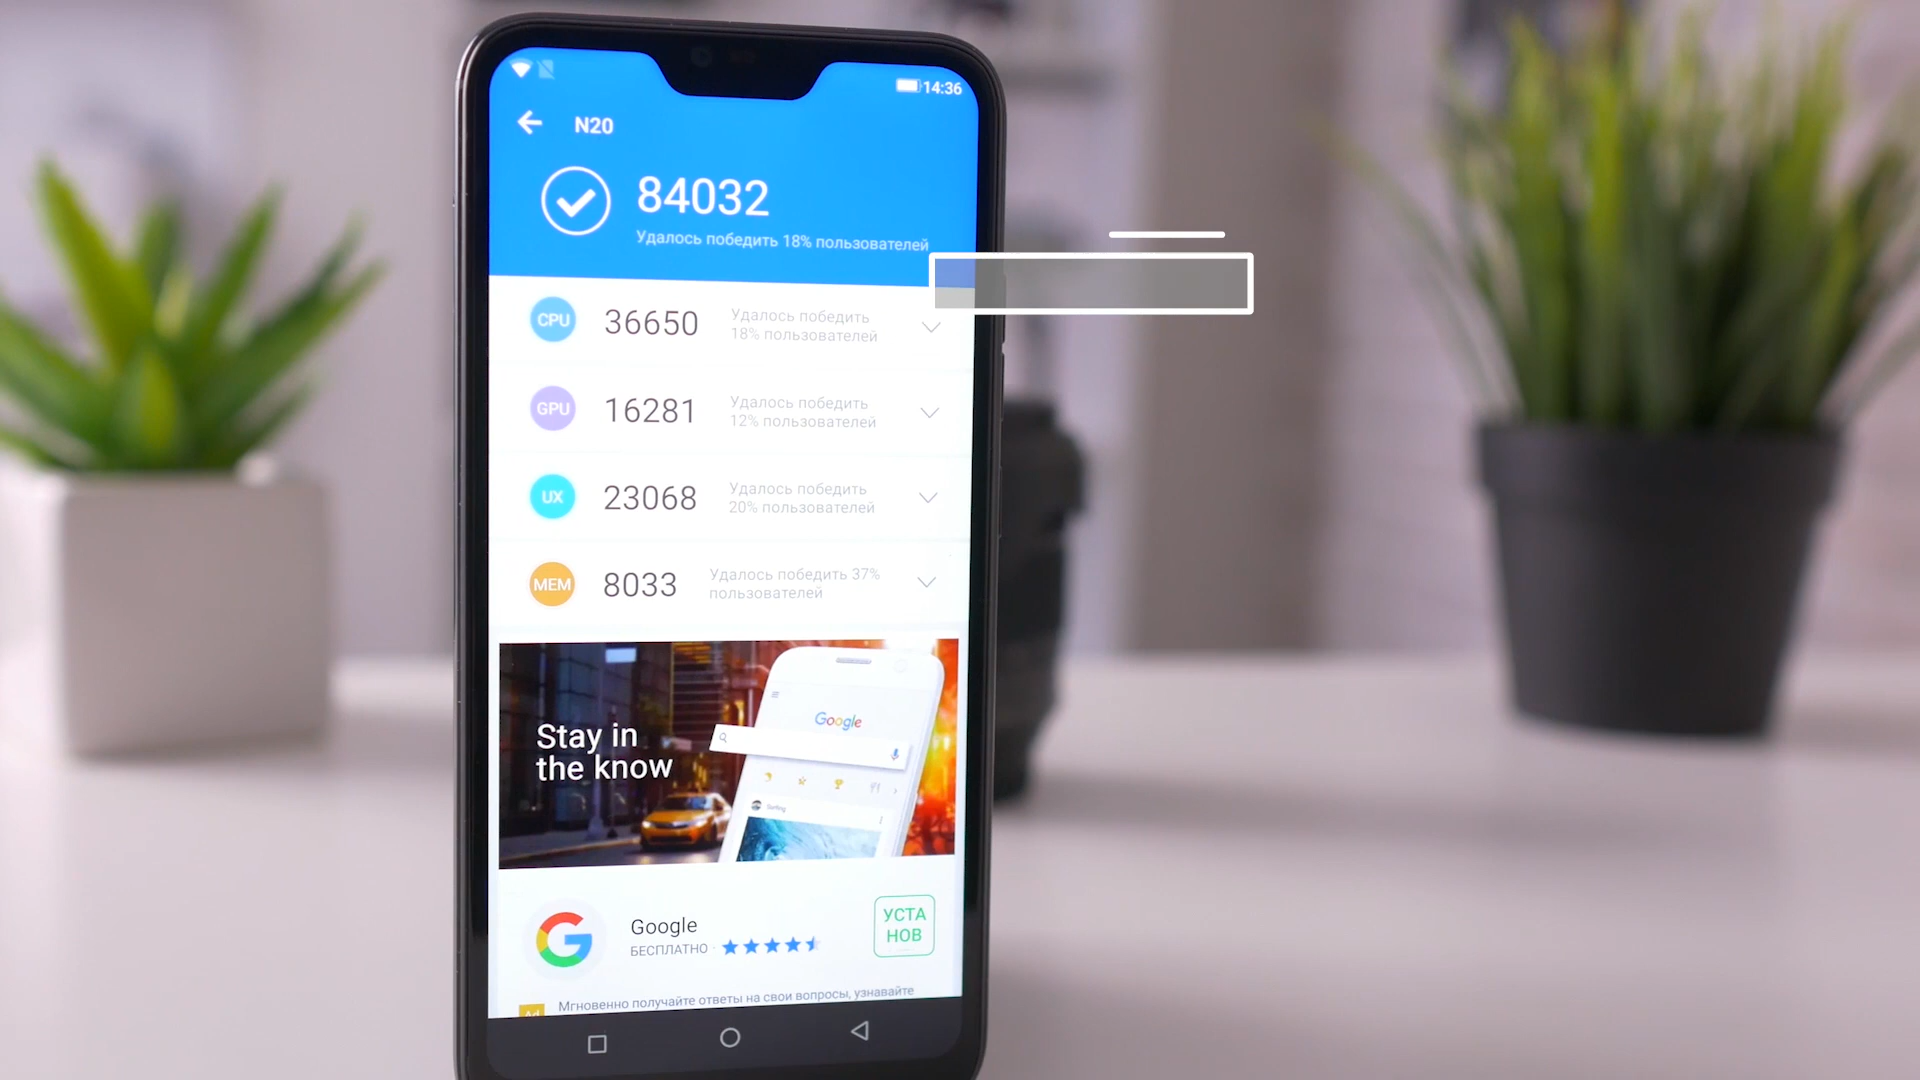 14:36
N20
84032
Удалось победить 18% пользователей
CPU
36650
Удалось победить
18% пользователей
GPU
16281
Удалось победить
12% пользователей
UX
23068
Удалось победить
20% пользователей
MEM
8033
Удалось победить 37%
пользователей
Google
Stay in
the know
Surfing
Google
БЕСПЛАТНО
УСТА
НОВ
Мгновенно получайте ответы на свои вопросы, узнавайте
Ad